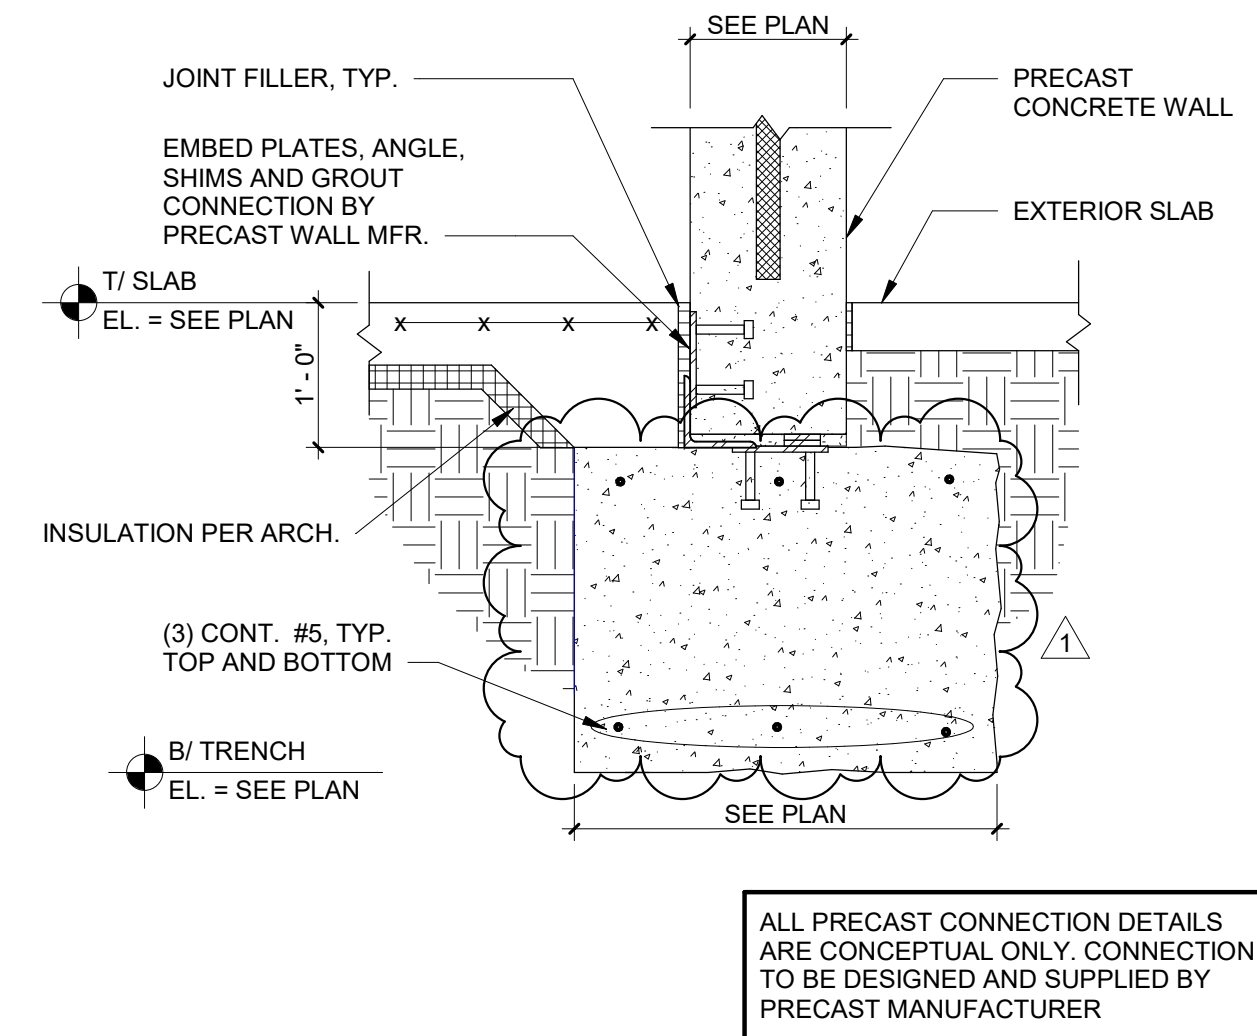 SEE PLAN
JOINT FILLER, TYP.
PRECAST
CONCRETE WALL
EMBED PLATES, ANGLE,
SHIMS AND GROUT
CONNECTION BY
PRECAST WALL MFR.
EXTERIOR SLAB
T/ SLAB
EL. = SEE PLAN
x x x x
1' - 0"
INSULATION PER ARCH.
(3) CONT. #5, TYP.
TOP AND BOTTOM
1
B/ TRENCH
EL. = SEE PLAN
SEE PLAN
ALL PRECAST CONNECTION DETAILS
ARE CONCEPTUAL ONLY. CONNECTION
TO BE DESIGNED AND SUPPLIED BY
PRECAST MANUFACTURER